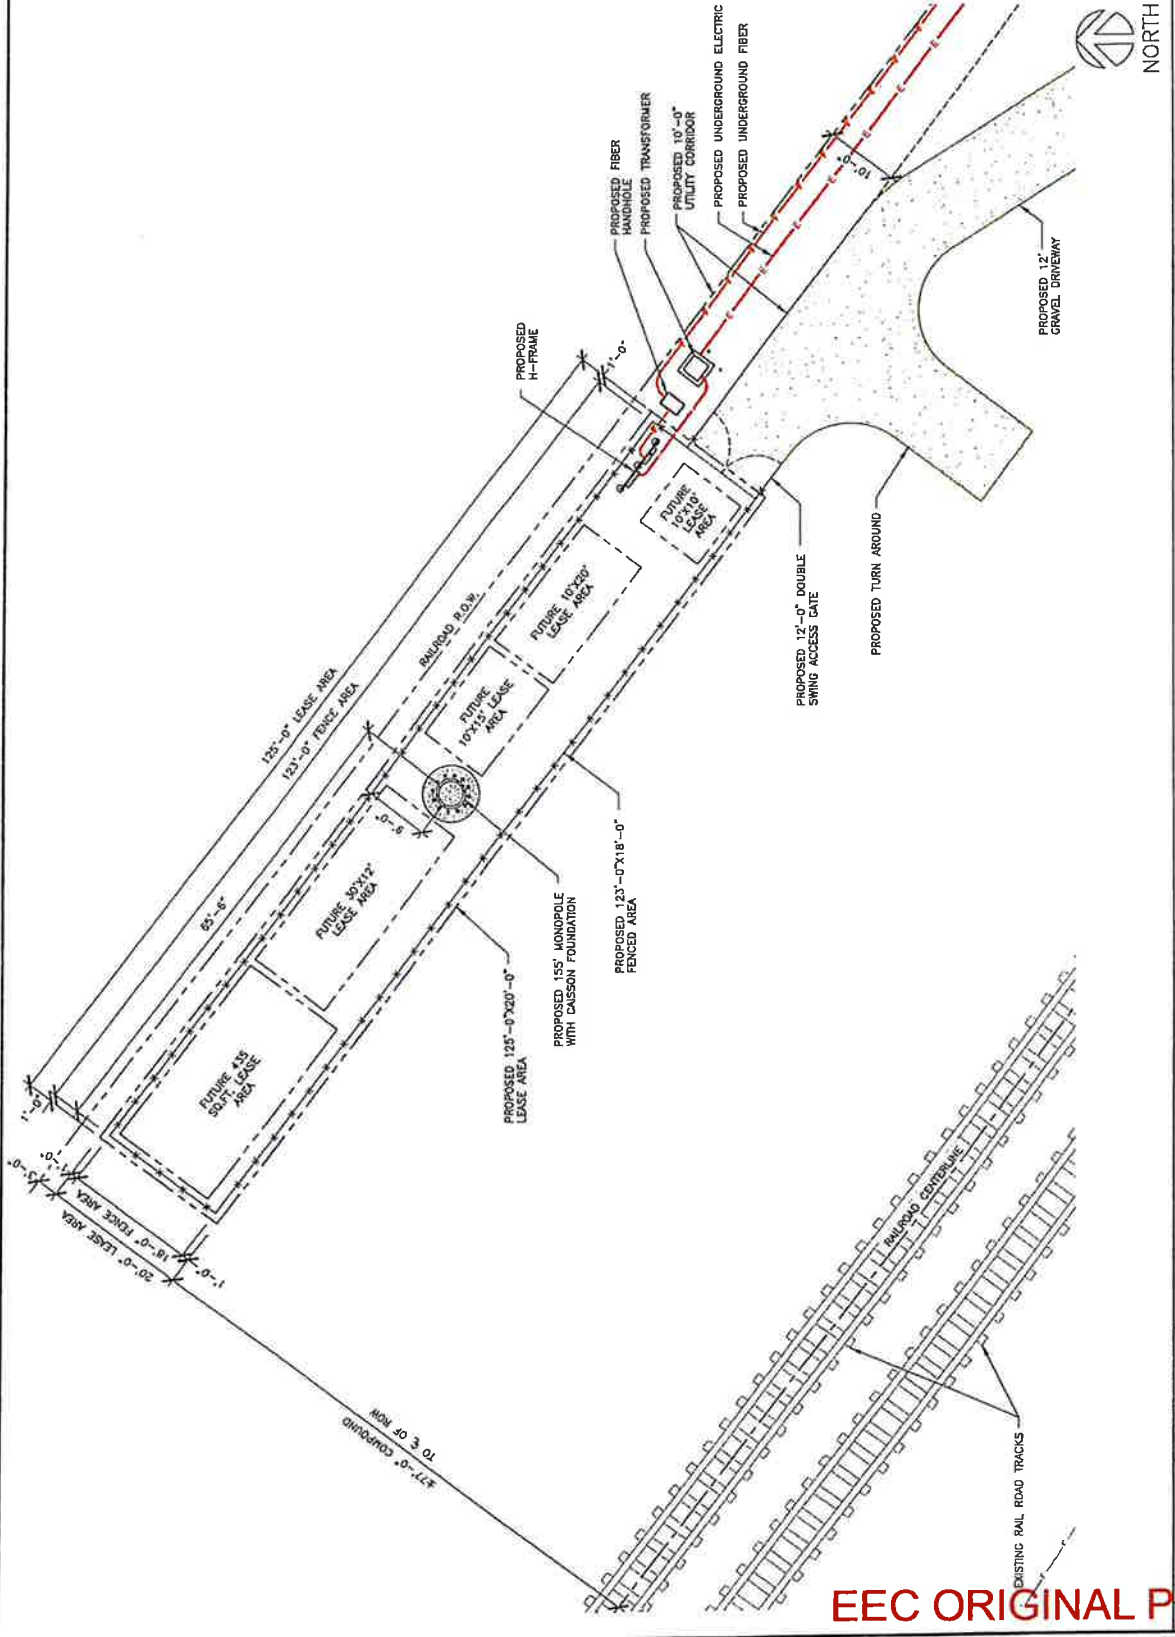 NORTH
PROPOSED FIBER
HANDHOLE
PROPOSED TRANSFORMER
PROPOSED 10'-0"
UTILITY CORRIDOR
PROPOSED UNDERGROUND ELECTRIC
PROPOSED UNDERGROUND FIBER
PROPOSED
H-FRAME
10'-0"
PROPOSED 12'
GRAVEL DRIVEWAY
1'-0"
125'-0" LEASE AREA
123'-0" FENCE AREA
RAILROAD R.O.W.
65'-6"
FUTURE
10'X10'
LEASE
AREA
FUTURE 10'X20'
LEASE AREA
FUTURE
10'X15' LEASE
AREA
9'-0"
FUTURE 30'X12'
LEASE AREA
FUTURE 435
SQ.FT. LEASE
AREA
PROPOSED 12'-0" DOUBLE
SWING ACCESS GATE
PROPOSED TURN AROUND
PROPOSED 123'-0"X18'-0"
FENCED AREA
PROPOSED 155' MONOPOLE
WITH CAISSON FOUNDATION
PROPOSED 125'-0"X20'-0"
LEASE AREA
1'-0"
3'-0"
1'-0"
18'-0" FENCE AREA
20'-0" LEASE AREA
1'-0"
±77'-0" COMPOUND
TO ℄ OF ROW
RAILROAD CENTERLINE
EXISTING RAIL ROAD TRACKS
E
E
E
E
E
EEC ORIGINAL P